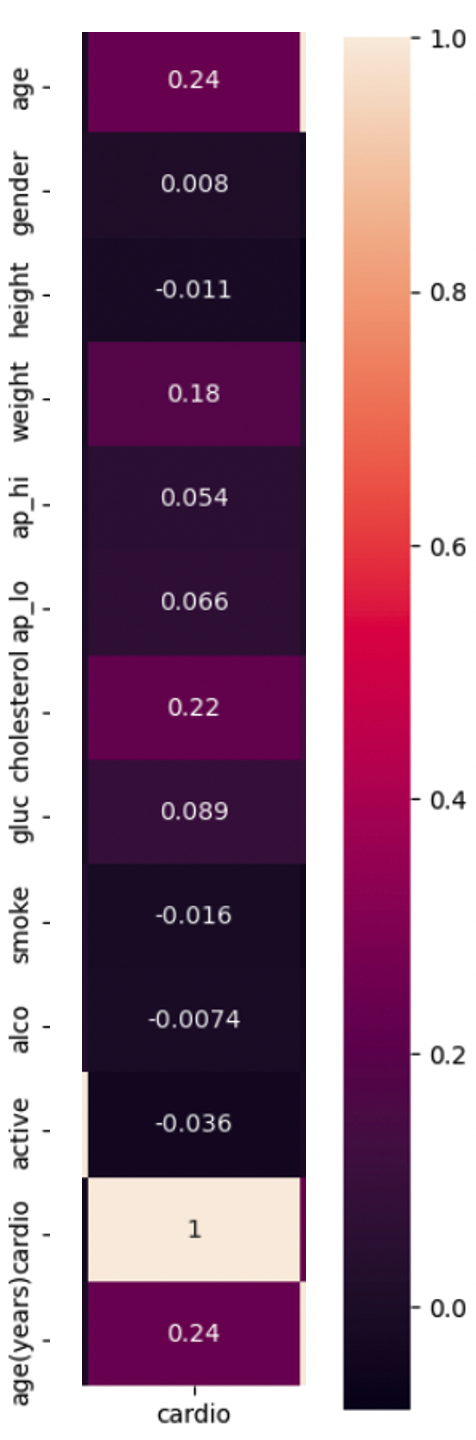 age
0.24
gender
0.008
height
-0.011
weight
0.18
ap_hi
0.054
ap_lo
0.066
cholesterol
0.22
gluc
0.089
smoke
-0.016
alco
-0.0074
active
-0.036
cardio
1
age(years)
0.24
cardio
1.0
0.8
0.6
0.4
0.2
0.0